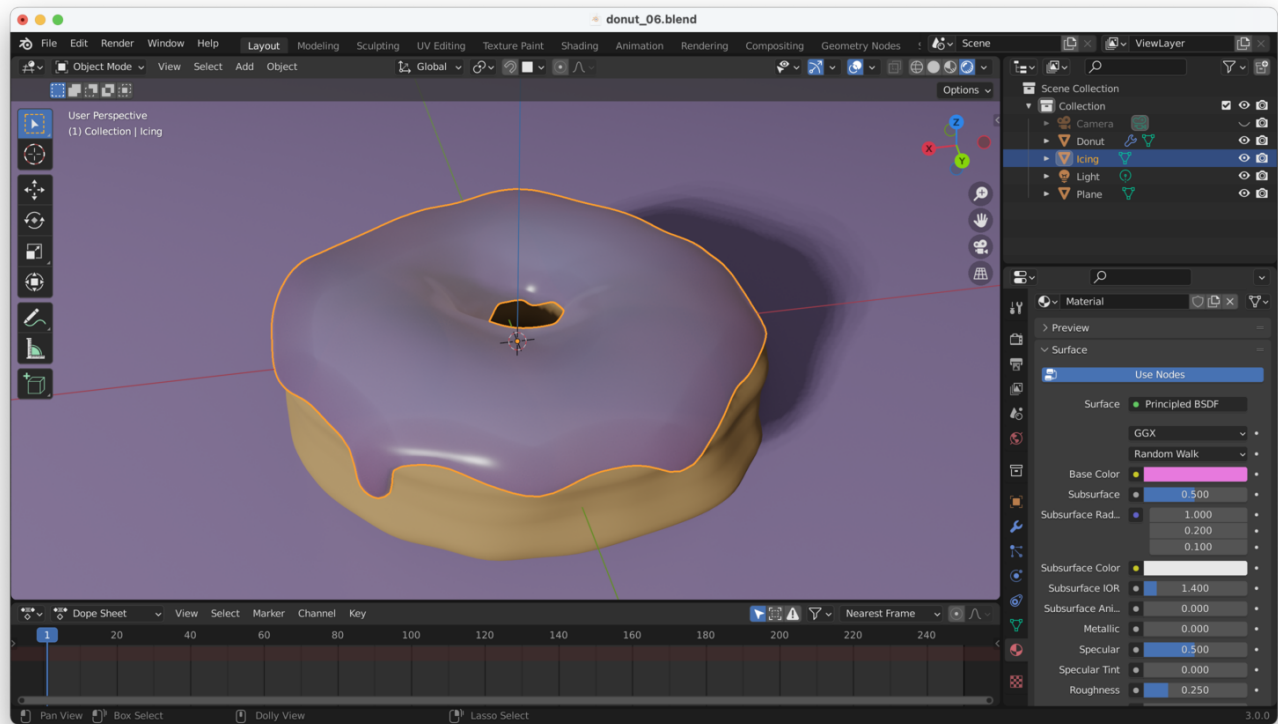 donut_06.blend
File Edit Render Window Help Layout Modeling Sculpting UV Editing Texture Paint Shading Animation Rendering Compositing Geometry Nodes Scene ViewLayer
Object Mode View Select Add Object Global
Options
User Perspective
(1) Collection | Icing
Z
X
Y
Scene Collection
Collection
Camera
Donut
Icing
Light
Plane
Material
Preview
Surface
Use Nodes
Surface Principled BSDF
GGX
Random Walk
Base Color
Subsurface 0.500
Subsurface Rad... 1.000
0.200
0.100
Subsurface Color
Subsurface IOR 1.400
Subsurface Ani... 0.000
Metallic 0.000
Specular 0.500
Specular Tint 0.000
Roughness 0.250
Dope Sheet View Select Marker Channel Key Nearest Frame
1 20 40 60 80 100 120 140 160 180 200 220 240
Pan View Box Select Dolly View Lasso Select 3.0.0